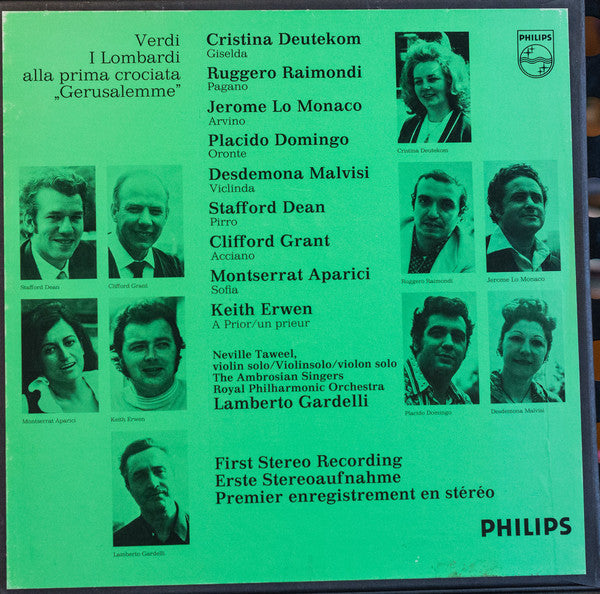 Verdi
I Lombardi
alla prima crociata
„Gerusalemme”
Cristina Deutekom
Giselda
Ruggero Raimondi
Pagano
Jerome Lo Monaco
Arvino
Placido Domingo
Oronte
Desdemona Malvisi
Viclinda
Stafford Dean
Pirro
Clifford Grant
Acciano
Montserrat Aparici
Sofia
Keith Erwen
A Prior/un prieur
Neville Taweel,
violin solo/Violinsolo/violon solo
The Ambrosian Singers
Royal Philharmonic Orchestra
Lamberto Gardelli
First Stereo Recording
Erste Stereoaufnahme
Premier enregistrement en stéréo
PHILIPS
Cristina Deutekom
Stafford Dean
Clifford Grant
Ruggero Raimondi
Jerome Lo Monaco
Montserrat Aparici
Keith Erwen
Placido Domingo
Desdemona Malvisi
Lamberto Gardelli
PHILIPS